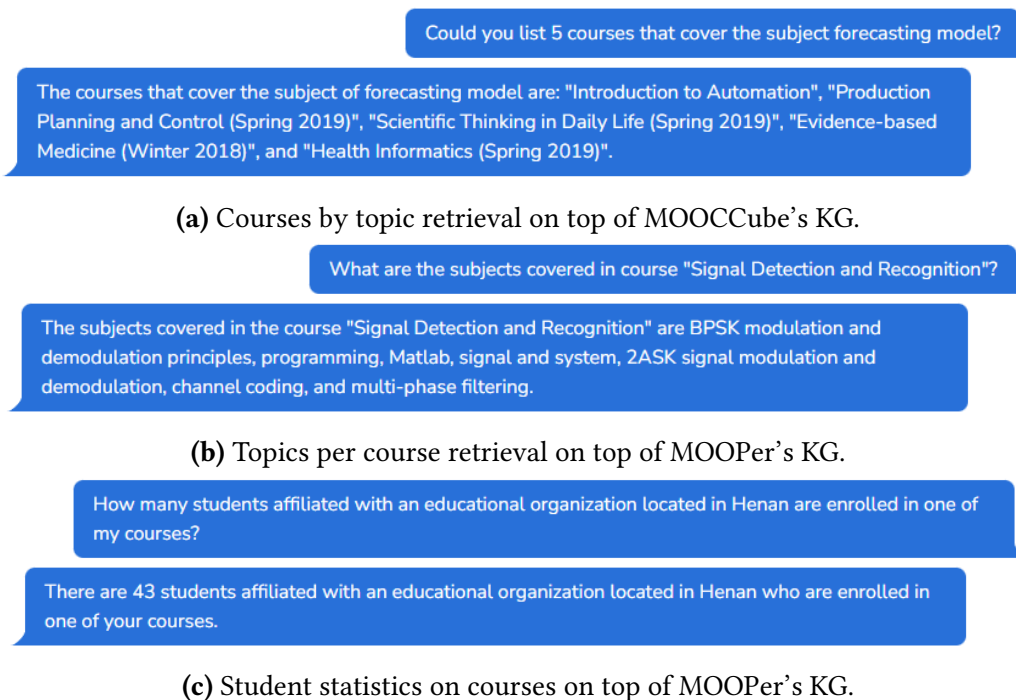 Could you list 5 courses that cover the subject forecasting model?
The courses that cover the subject of forecasting model are: "Introduction to Automation", "Production
Planning and Control (Spring 2019)", "Scientific Thinking in Daily Life (Spring 2019)", "Evidence-based
Medicine (Winter 2018)", and "Health Informatics (Spring 2019)".
(a) Courses by topic retrieval on top of MOOCCube's KG.
What are the subjects covered in course "Signal Detection and Recognition"?
The subjects covered in the course "Signal Detection and Recognition" are BPSK modulation and
demodulation principles, programming, Matlab, signal and system, 2ASK signal modulation and
demodulation, channel coding, and multi-phase filtering.
(b) Topics per course retrieval on top of MOOPer's KG.
How many students affiliated with an educational organization located in Henan are enrolled in one of
my courses?
There are 43 students affiliated with an educational organization located in Henan who are enrolled in
one of your courses.
(c) Student statistics on courses on top of MOOPer's KG.